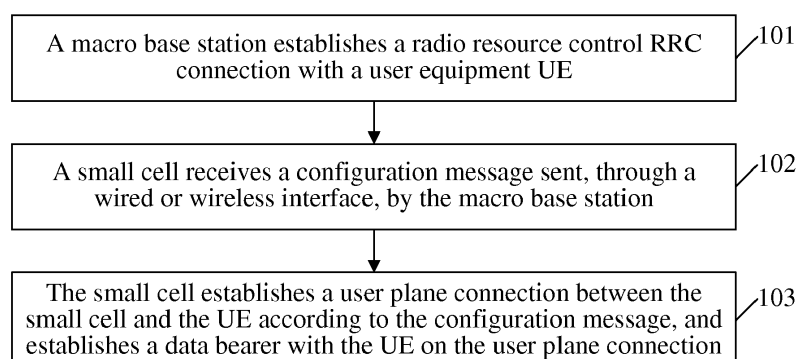 A macro base station establishes a radio resource control RRC
connection with a user equipment UE
101
A small cell receives a configuration message sent, through a
wired or wireless interface, by the macro base station
102
The small cell establishes a user plane connection between the
small cell and the UE according to the configuration message, and
establishes a data bearer with the UE on the user plane connection
103